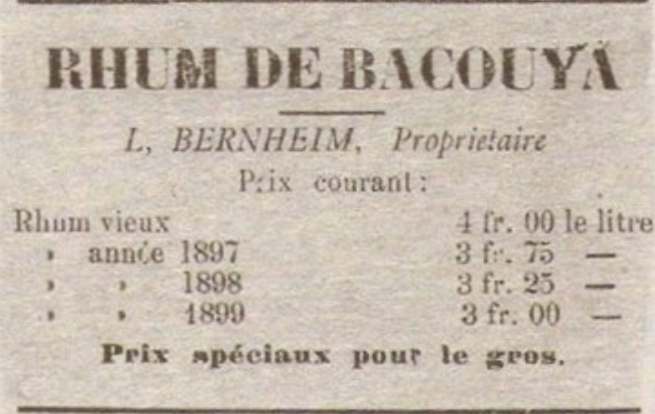 RHUM DE BACOUYA
L, BERNHEIM, Proprietaire
Prix courant :
Rhum vieux 4 fr. 00 le litre
» année 1897 3 fr. 75 —
» » 1898 3 fr. 25 —
» » 1899 3 fr. 00 —
Prix spéciaux pour le gros.